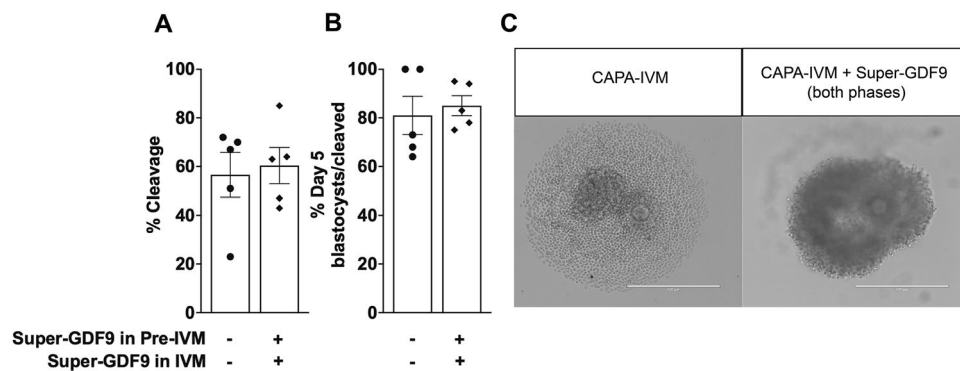 A
B
C
% Cleavage
100
80
60
40
20
0
% Day 5
blastocysts/cleaved
100
80
60
40
20
0
CAPA-IVM
CAPA-IVM + Super-GDF9
(both phases)
Super-GDF9 in Pre-IVM - + - +
Super-GDF9 in IVM - + - +